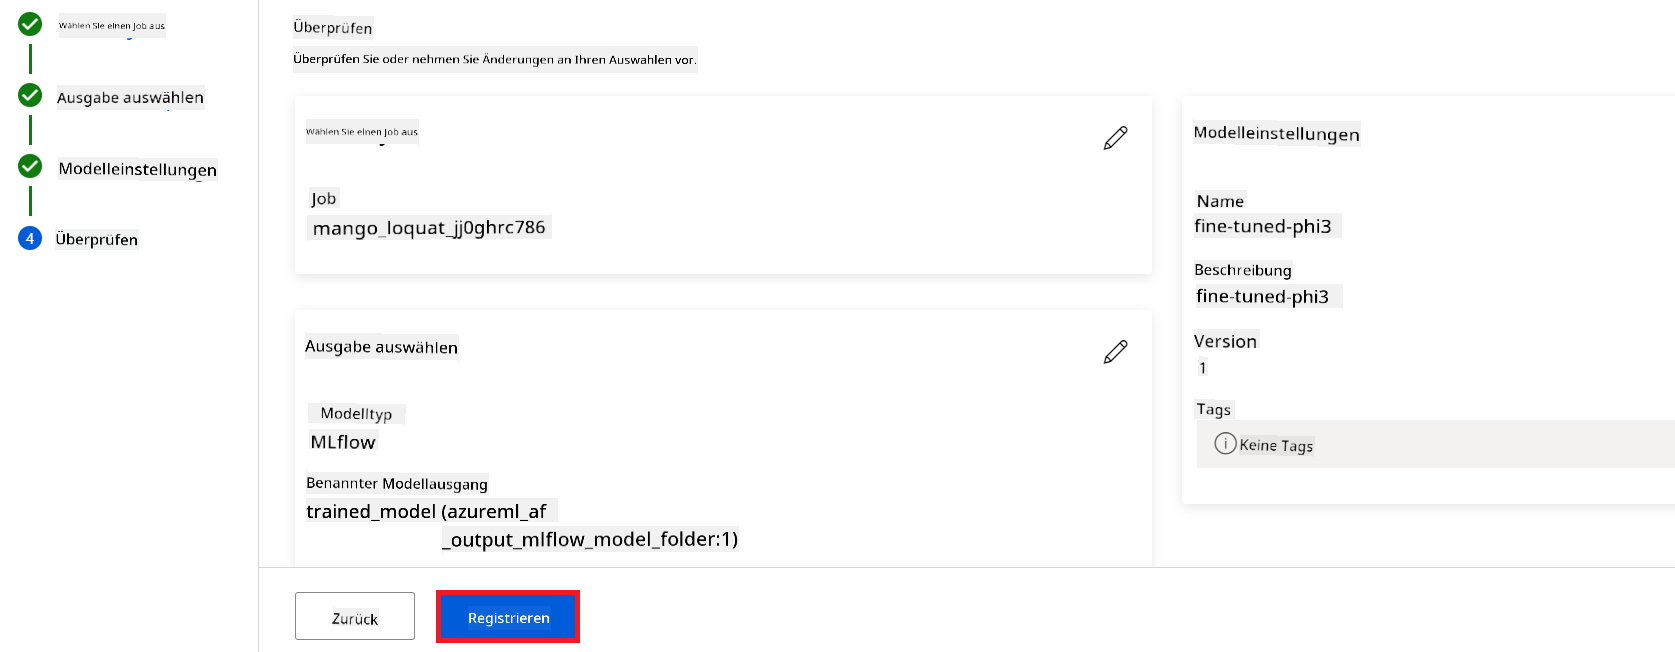 Wählen Sie einen Job aus
Ausgabe auswählen
Modelleinstellungen
4 Überprüfen
Überprüfen
Überprüfen Sie oder nehmen Sie Änderungen an Ihren Auswahlen vor.
Wählen Sie einen Job aus
Job
mango_loquat_jj0ghrc786
Ausgabe auswählen
Modelltyp
MLflow
Benannter Modellausgang
trained_model (azureml_af
_output_mlflow_model_folder:1)
Modelleinstellungen
Name
fine-tuned-phi3
Beschreibung
fine-tuned-phi3
Version
1
Tags
Keine Tags
Zurück
Registrieren